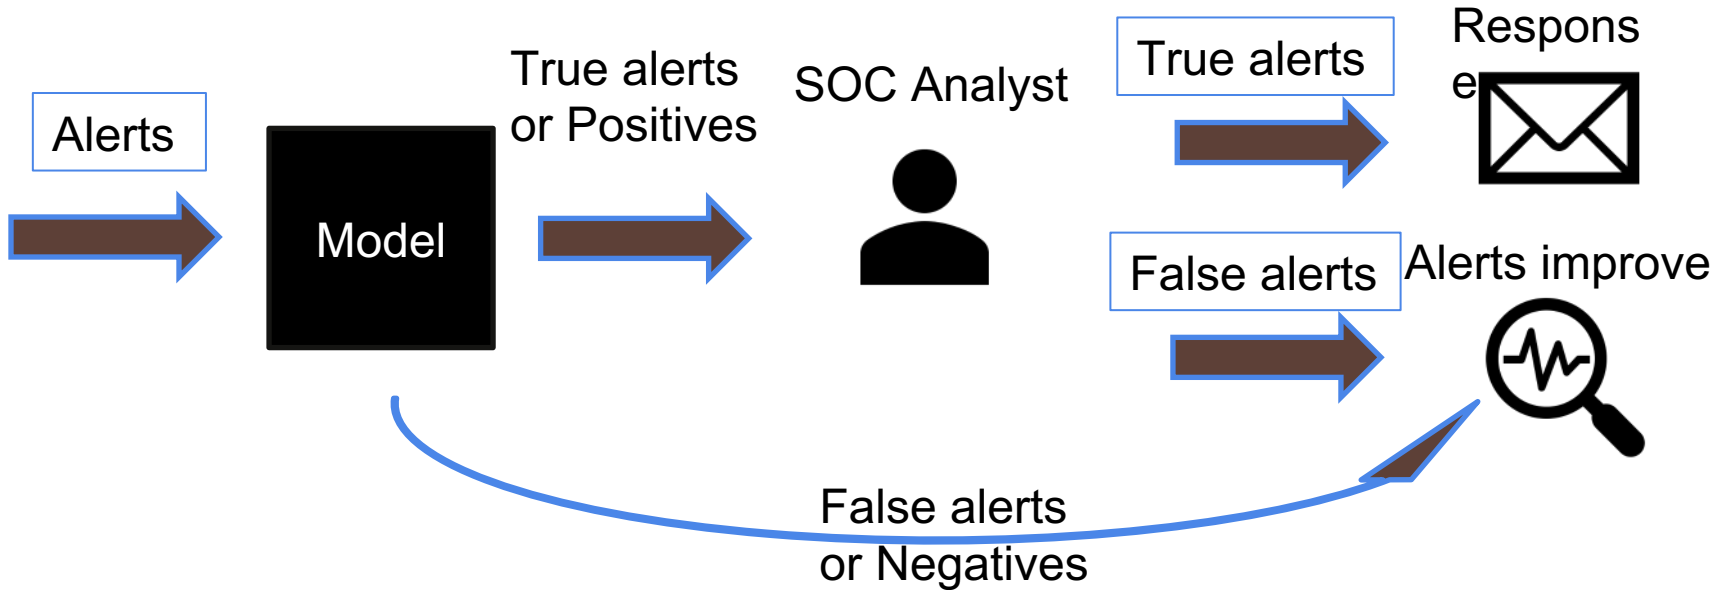 Alerts
Model
True alerts
or Positives
SOC Analyst
True alerts
Respons
e
False alerts
Alerts improve
False alerts
or Negatives